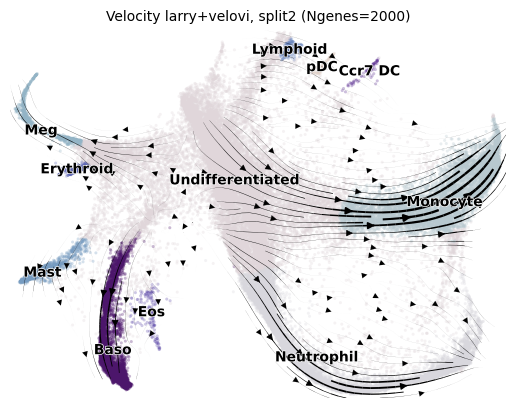 Velocity larry+velovi, split2 (Ngenes=2000)
Lymphoid
pDC
Ccr7 DC
Meg
Erythroid
Undifferentiated
Monocyte
Mast
Eos
Baso
Neutrophil